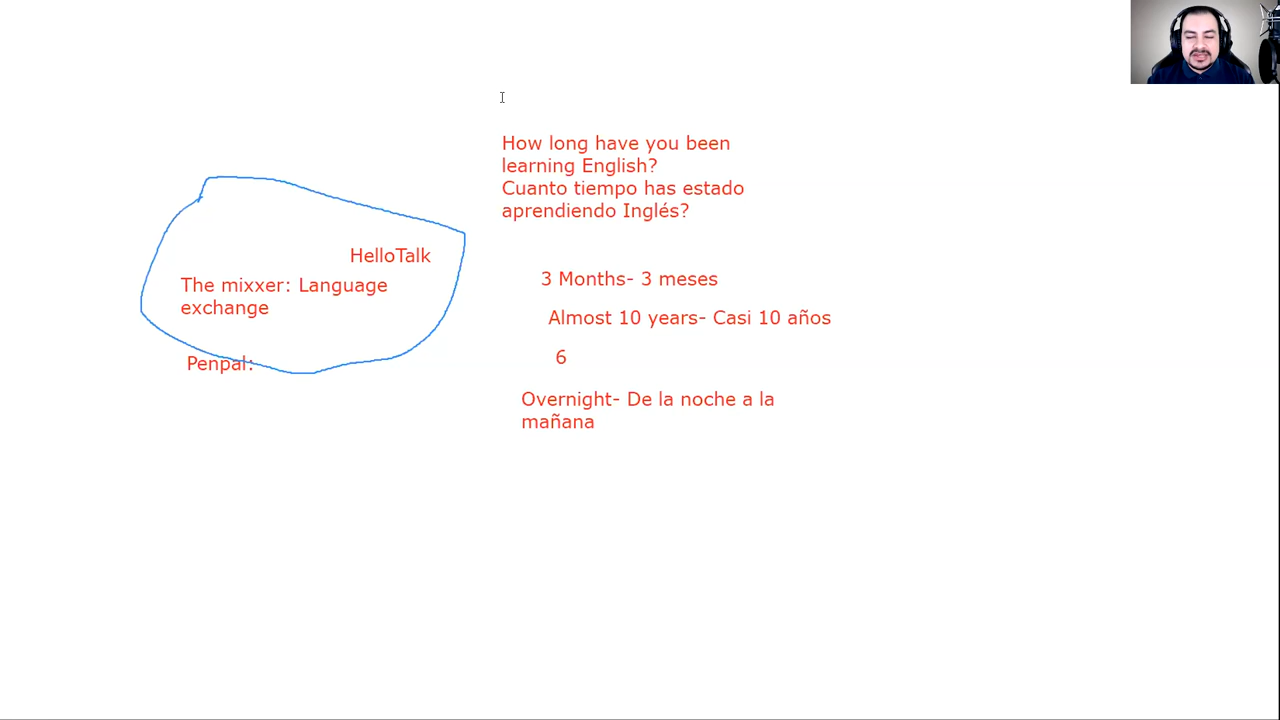 How long have you been
learning English?
Cuanto tiempo has estado
aprendiendo Inglés?
HelloTalk
The mixxer: Language
exchange
Penpal:
3 Months- 3 meses
Almost 10 years- Casi 10 años
6
Overnight- De la noche a la
mañana